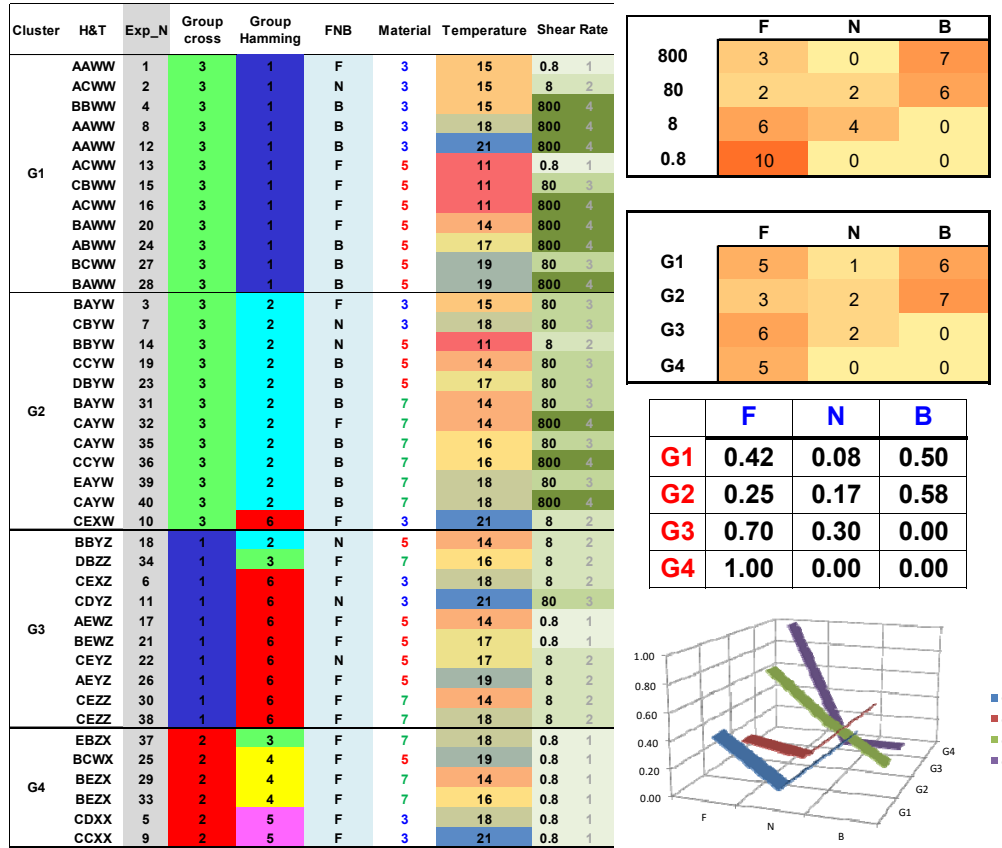 Cluster H&T Exp_N Group cross Group Hamming FNB Material Temperature Shear Rate
AAWW 1 3 1 F 3 15 0.8 1
ACWW 2 3 1 N 3 15 8 2
BBWW 4 3 1 B 3 15 800 4
AAWW 8 3 1 B 3 18 800 4
AAWW 12 3 1 B 3 21 800 4
ACWW 13 3 1 F 5 11 0.8 1
G1 CBWW 15 3 1 F 5 11 80 3
ACWW 16 3 1 F 5 11 800 4
BAWW 20 3 1 F 5 14 800 4
ABWW 24 3 1 B 5 17 800 4
BCWW 27 3 1 B 5 19 80 3
BAWW 28 3 1 B 5 19 800 4
BAYW 3 3 2 F 3 15 80 3
CBYW 7 3 2 N 3 18 80 3
BBYW 14 3 2 N 5 11 8 2
CCYW 19 3 2 B 5 14 80 3
DBYW 23 3 2 B 5 17 80 3
G2 BAYW 31 3 2 B 7 14 80 3
CAYW 32 3 2 F 7 14 800 4
CAYW 35 3 2 B 7 16 80 3
CCYW 36 3 2 B 7 16 800 4
EAYW 39 3 2 B 7 18 80 3
CAYW 40 3 2 B 7 18 800 4
CEXW 10 3 6 F 3 21 8 2
BBYZ 18 1 2 N 5 14 8 2
DBZZ 34 1 3 F 7 16 8 2
CEXZ 6 1 6 F 3 18 8 2
CDYZ 11 1 6 N 3 21 80 3
G3 AEWZ 17 1 6 F 5 14 0.8 1
BEWZ 21 1 6 F 5 17 0.8 1
CEYZ 22 1 6 N 5 17 8 2
AEYZ 26 1 6 F 5 19 8 2
CEZZ 30 1 6 F 7 14 8 2
CEZZ 38 1 6 F 7 18 8 2
EBZX 37 2 3 F 7 18 0.8 1
BCWX 25 2 4 F 5 19 0.8 1
G4 BEZX 29 2 4 F 7 14 0.8 1
BEZX 33 2 4 F 7 16 0.8 1
CDXX 5 2 5 F 3 18 0.8 1
CCXX 9 2 5 F 3 21 0.8 1
F N B
800 3 0 7
80 2 2 6
8 6 4 0
0.8 10 0 0
F N B
G1 5 1 6
G2 3 2 7
G3 6 2 0
G4 5 0 0
F N B
G1 0.42 0.08 0.50
G2 0.25 0.17 0.58
G3 0.70 0.30 0.00
G4 1.00 0.00 0.00
1.00
0.80
0.60
0.40
0.20
0.00
F
N
B
G1
G2
G3
G4